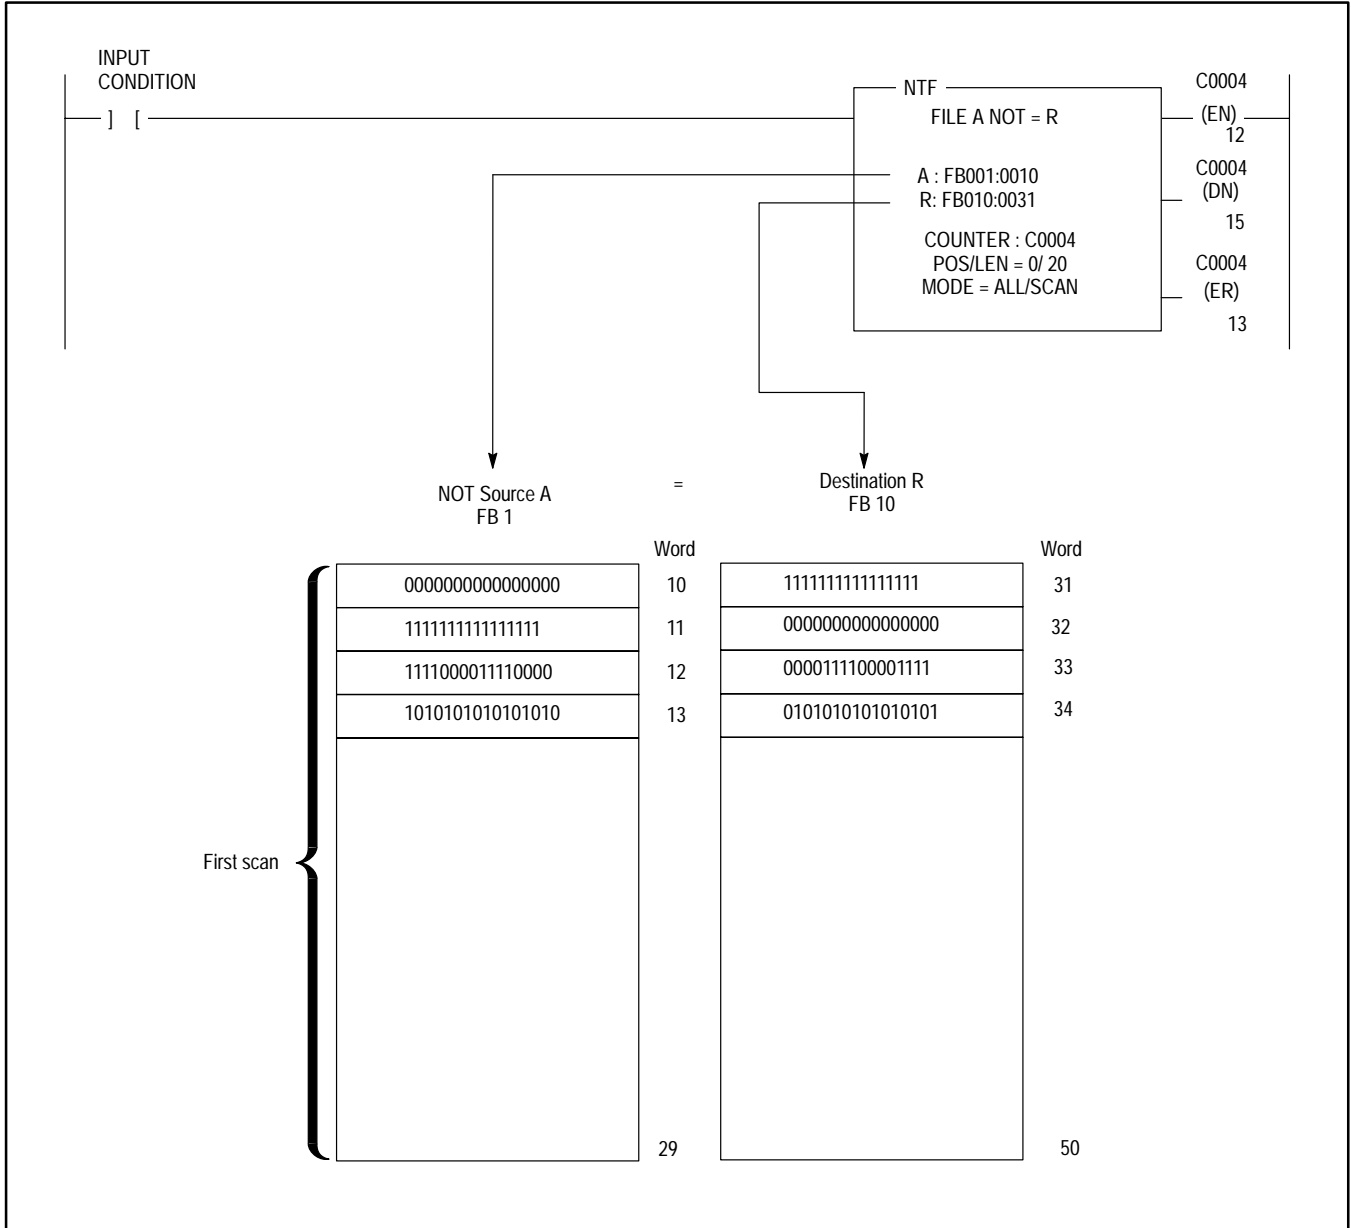 INPUT
CONDITION
] [
NTF
FILE A NOT = R
A : FB001:0010
R: FB010:0031
COUNTER : C0004
POS/LEN = 0/ 20
MODE = ALL/SCAN
C0004
(EN)
12
C0004
(DN)
15
C0004
(ER)
13
NOT Source A
FB 1
=
Destination R
FB 10
Word
Word
0000000000000000 10 1111111111111111 31
1111111111111111 11 0000000000000000 32
1111000011110000 12 0000111100001111 33
1010101010101010 13 0101010101010101 34
First scan
29 50